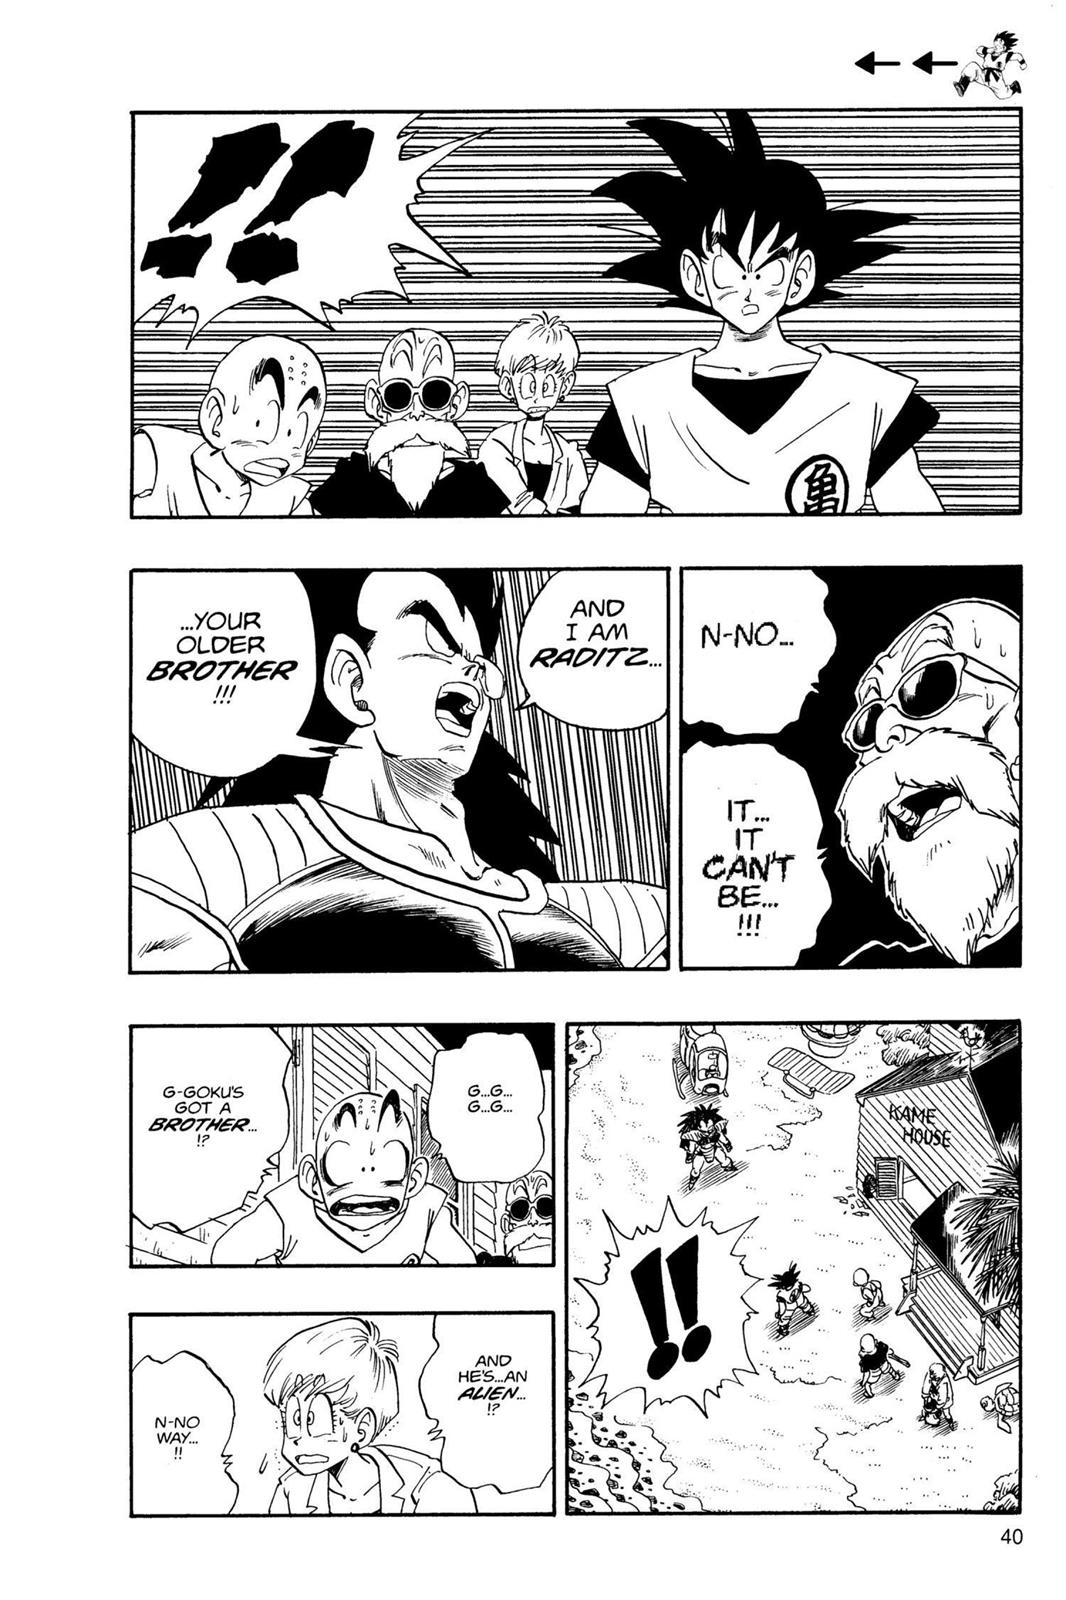 !!
亀
N-NO...
IT...
IT
CAN'T
BE...
!!!
AND
I AM
RADITZ...
...YOUR
OLDER
BROTHER
!!!
KAME
HOUSE
!!
G...G...
G...G...
G-GOKU'S
GOT A
BROTHER...
!?
AND
HE'S...AN
ALIEN...
!?
N-NO
WAY...
!!
40